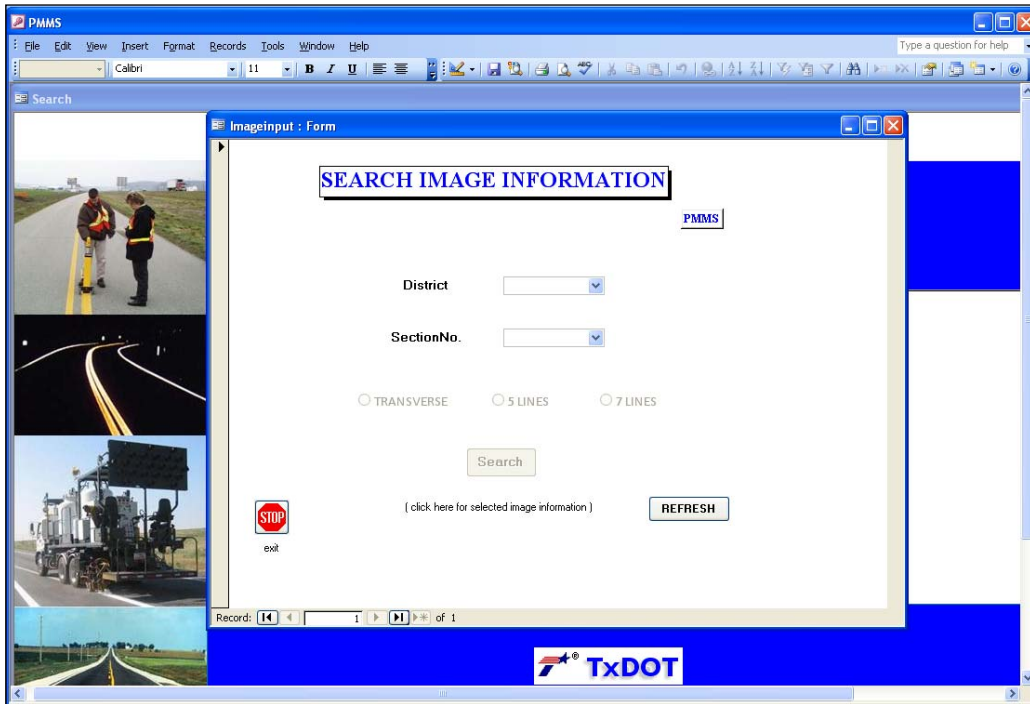 PMMS
File Edit View Insert Format Records Tools Window Help
Type a question for help
Calibri 11 B I U
Search
Imageinput : Form
SEARCH IMAGE INFORMATION
PMMS
District
SectionNo.
TRANSVERSE 5 LINES 7 LINES
Search
( click here for selected image information )
REFRESH
STOP
exit
Record: 1 of 1
® TxDOT